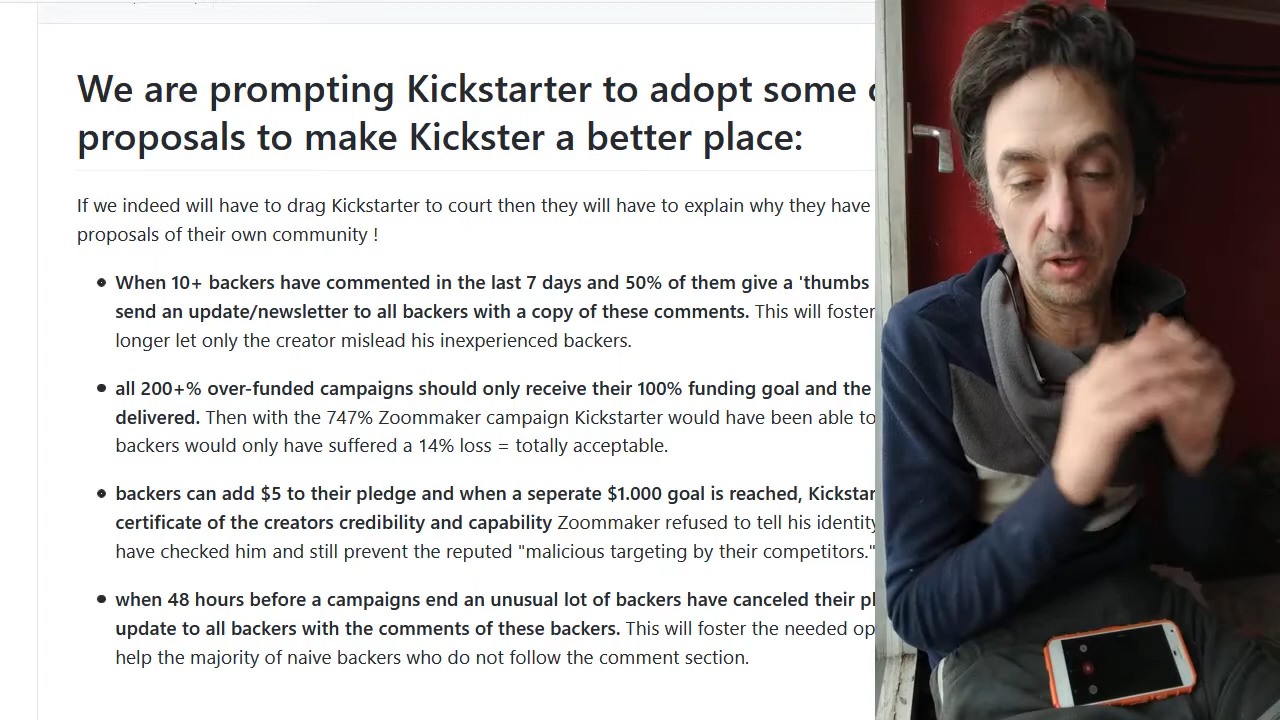 We are prompting Kickstarter to adopt some
proposals to make Kickster a better place:
If we indeed will have to drag Kickstarter to court then they will have to explain why they have
proposals of their own community !
When 10+ backers have commented in the last 7 days and 50% of them give a 'thumbs
send an update/newsletter to all backers with a copy of these comments. This will foster
longer let only the creator mislead his inexperienced backers.
all 200+% over-funded campaigns should only receive their 100% funding goal and the
delivered. Then with the 747% Zoommaker campaign Kickstarter would have been able to
backers would only have suffered a 14% loss = totally acceptable.
backers can add $5 to their pledge and when a seperate $1.000 goal is reached, Kickstar
certificate of the creators credibility and capability Zoommaker refused to tell his identity
have checked him and still prevent the reputed "malicious targeting by their competitors."
when 48 hours before a campaigns end an unusual lot of backers have canceled their pl
update to all backers with the comments of these backers. This will foster the needed op
help the majority of naive backers who do not follow the comment section.